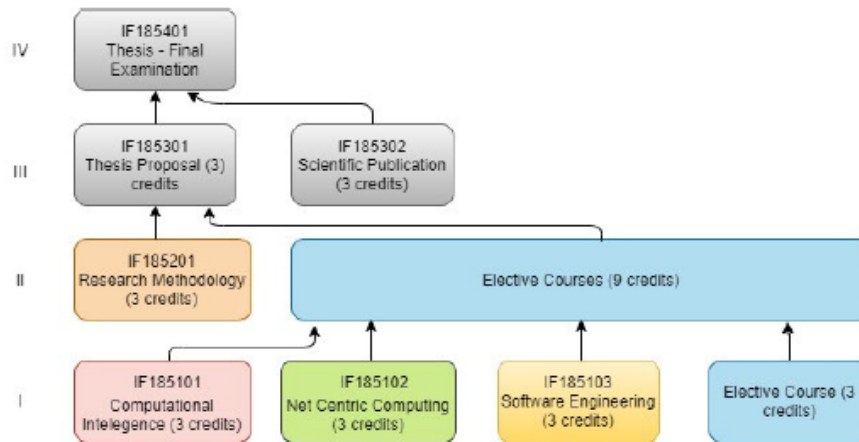 IV
IF185401
Thesis - Final
Examination
III
IF185301
Thesis Proposal (3)
credits
IF185302
Scientific Publication
(3 credits)
II
IF185201
Research Methodology
(3 credits)
Elective Courses (9 credits)
I
IF185101
Computational
Intelegence (3 credits)
IF185102
Net Centric Computing
(3 credits)
IF185103
Software Engineering
(3 credits)
Elective Course (3
credits)